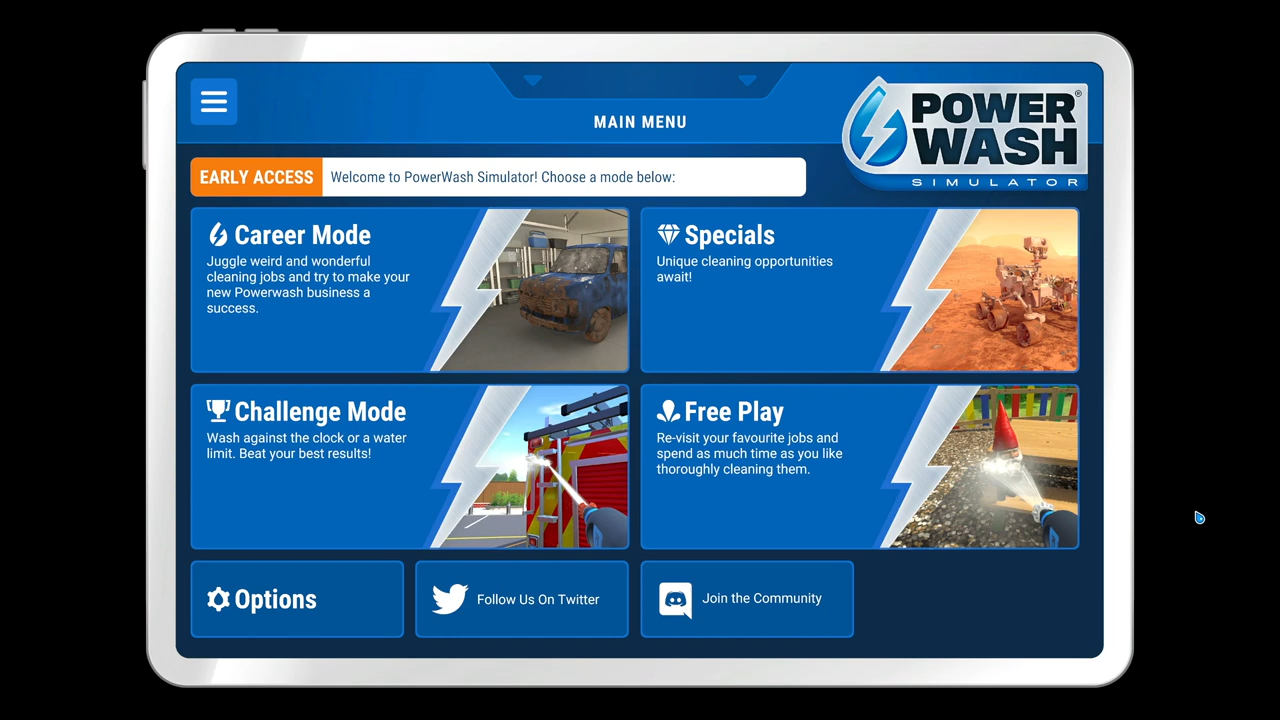 MAIN MENU
POWER
WASH®
SIMULATOR
EARLY ACCESS
Welcome to PowerWash Simulator! Choose a mode below:
Career Mode
Juggle weird and wonderful
cleaning jobs and try to make your
new Powerwash business a
success.
Specials
Unique cleaning opportunities
await!
Challenge Mode
Wash against the clock or a water
limit. Beat your best results!
Free Play
Re-visit your favourite jobs and
spend as much time as you like
thoroughly cleaning them.
Options
Follow Us On Twitter
Join the Community